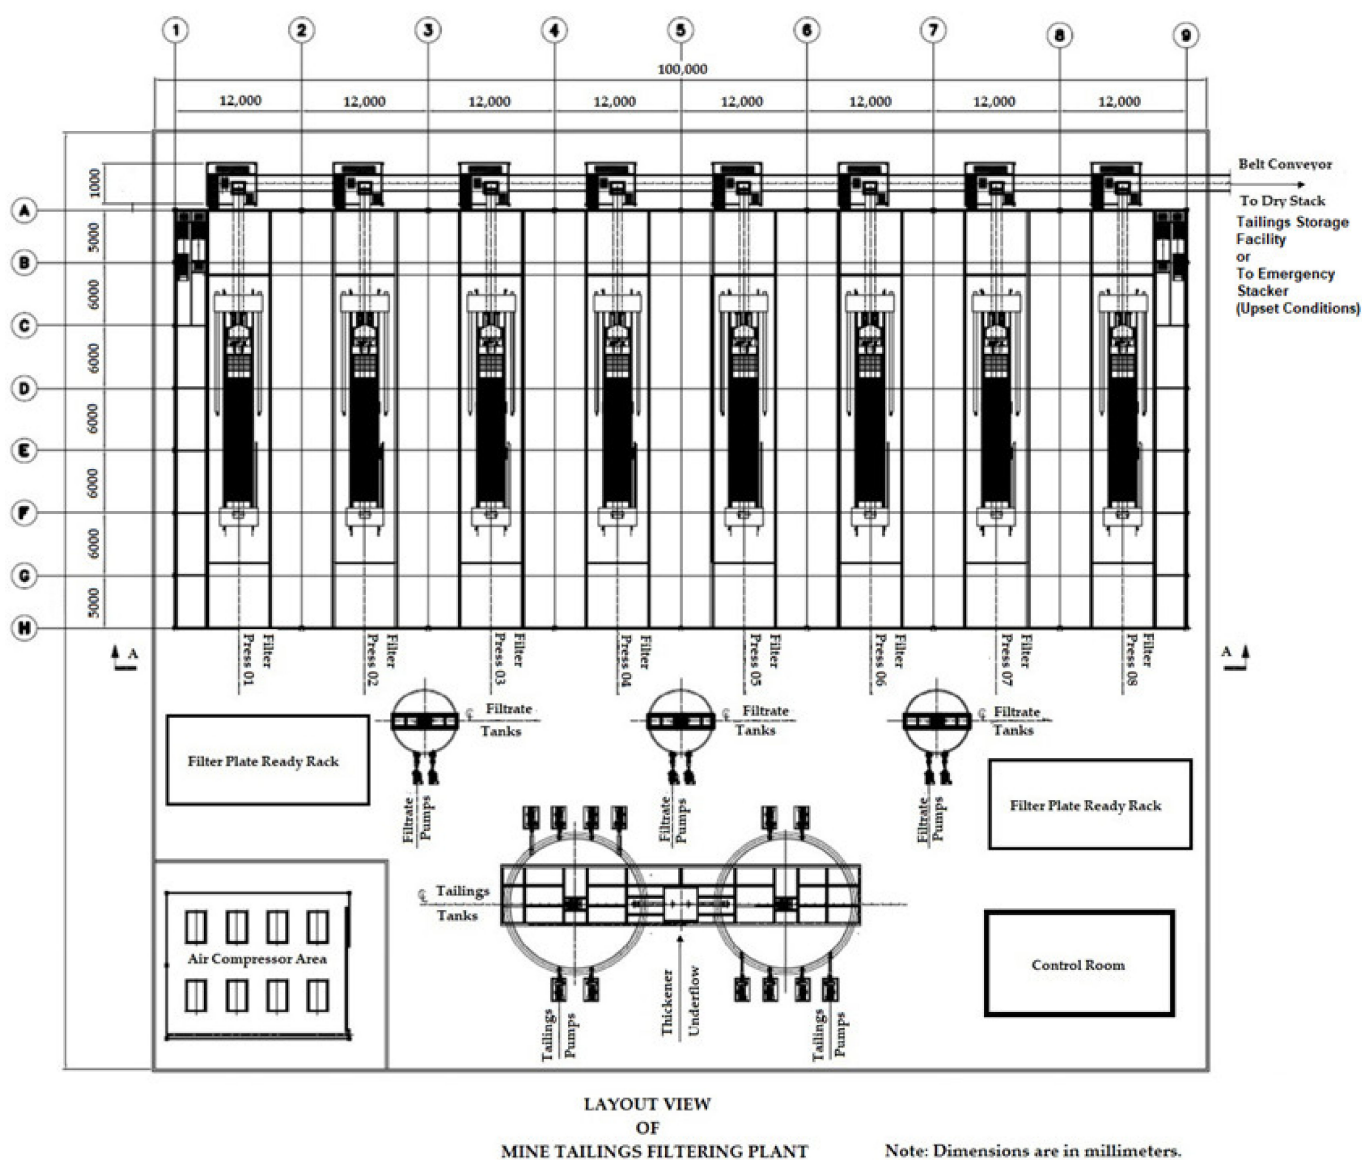 1 2 3 4 5 6 7 8 9
100,000
12,000 12,000 12,000 12,000 12,000 12,000 12,000 12,000
Belt Conveyor
To Dry Stack
Tailings Storage
Facility
or
To Emergency
Stacker
(Upset Conditions)
1000
A
5000
B
6000
C
6000
D
6000
E
6000
F
6000
G
5000
H
A
A
Filter
Press 01
Filter
Press 02
Filter
Press 03
Filter
Press 04
Filter
Press 05
Filter
Press 06
Filter
Press 07
Filter
Press 08
Filtrate
Tanks
Filtrate
Tanks
Filtrate
Tanks
Filter Plate Ready Rack
Filtrate
Pumps
Filtrate
Pumps
Filtrate
Pumps
Filter Plate Ready Rack
Tailings
Tanks
Air Compressor Area
Control Room
Tailings
Pumps
Thickener
Underflow
Tailings
Pumps
LAYOUT VIEW
OF
MINE TAILINGS FILTERING PLANT
Note: Dimensions are in millimeters.